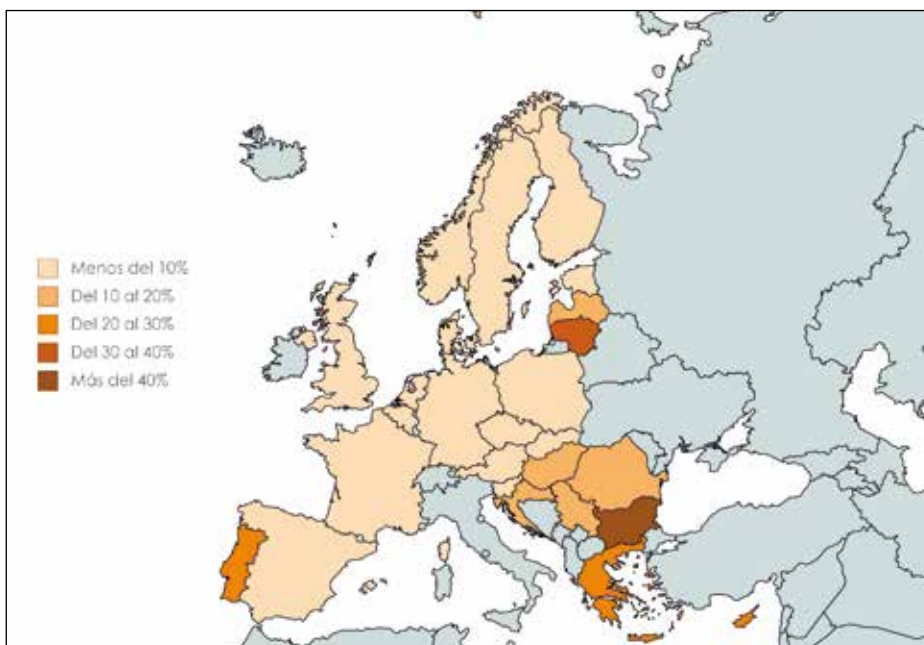 Menos del 10%
Del 10 al 20%
Del 20 al 30%
Del 30 al 40%
Más del 40%